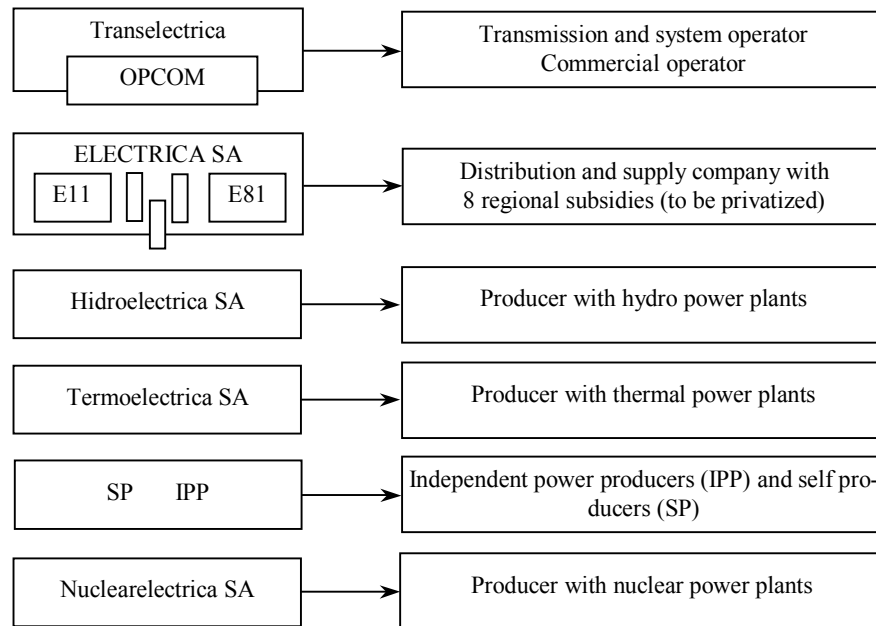 Transelectrica
OPCOM
Transmission and system operator
Commercial operator
ELECTRICA SA
E11
E81
Distribution and supply company with
8 regional subsidies (to be privatized)
Hidroelectrica SA
Producer with hydro power plants
Termoelectrica SA
Producer with thermal power plants
SP IPP
Independent power producers (IPP) and self pro-
ducers (SP)
Nuclearelectrica SA
Producer with nuclear power plants